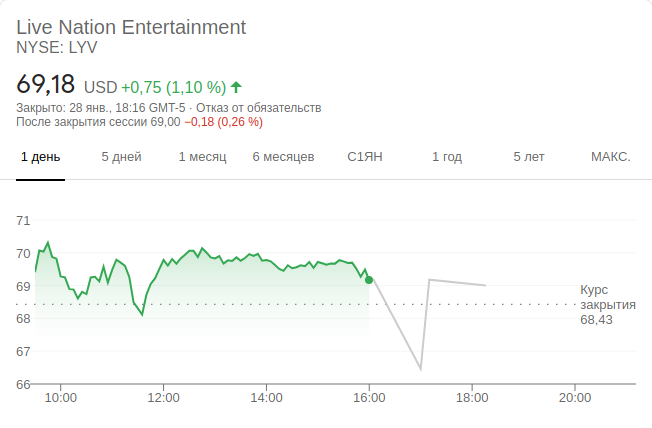 Live Nation Entertainment
NYSE: LYV
69,18 USD +0,75 (1,10 %)
Закрыто: 28 янв., 18:16 GMT-5 · Отказ от обязательств
После закрытия сессии 69,00 −0,18 (0,26 %)
1 день 5 дней 1 месяц 6 месяцев С1ЯН 1 год 5 лет МАКС.
71
70
69
68
67
66
Курс
закрытия
68,43
10:00 12:00 14:00 16:00 18:00 20:00